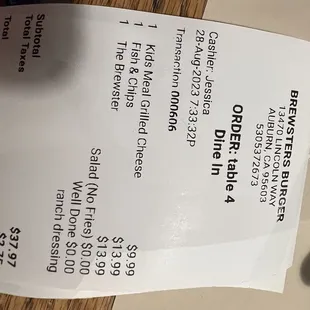 BREWSTERS BURGER
13470 LINCOLN WAY
AUBURN, CA 95603
5305372673
ORDER: table 4
Dine In
Cashier: Jessica
28-Aug-2023 7:33:32p
Transaction 000606
1 Kids Meal Grilled Cheese $9.99
1 Fish & Chips $13.99
1 The Brewster $13.99
Salad (No Fries) $0.00
Well Done $0.00
ranch dressing
Subtotal $37.97
Total Taxes
Total